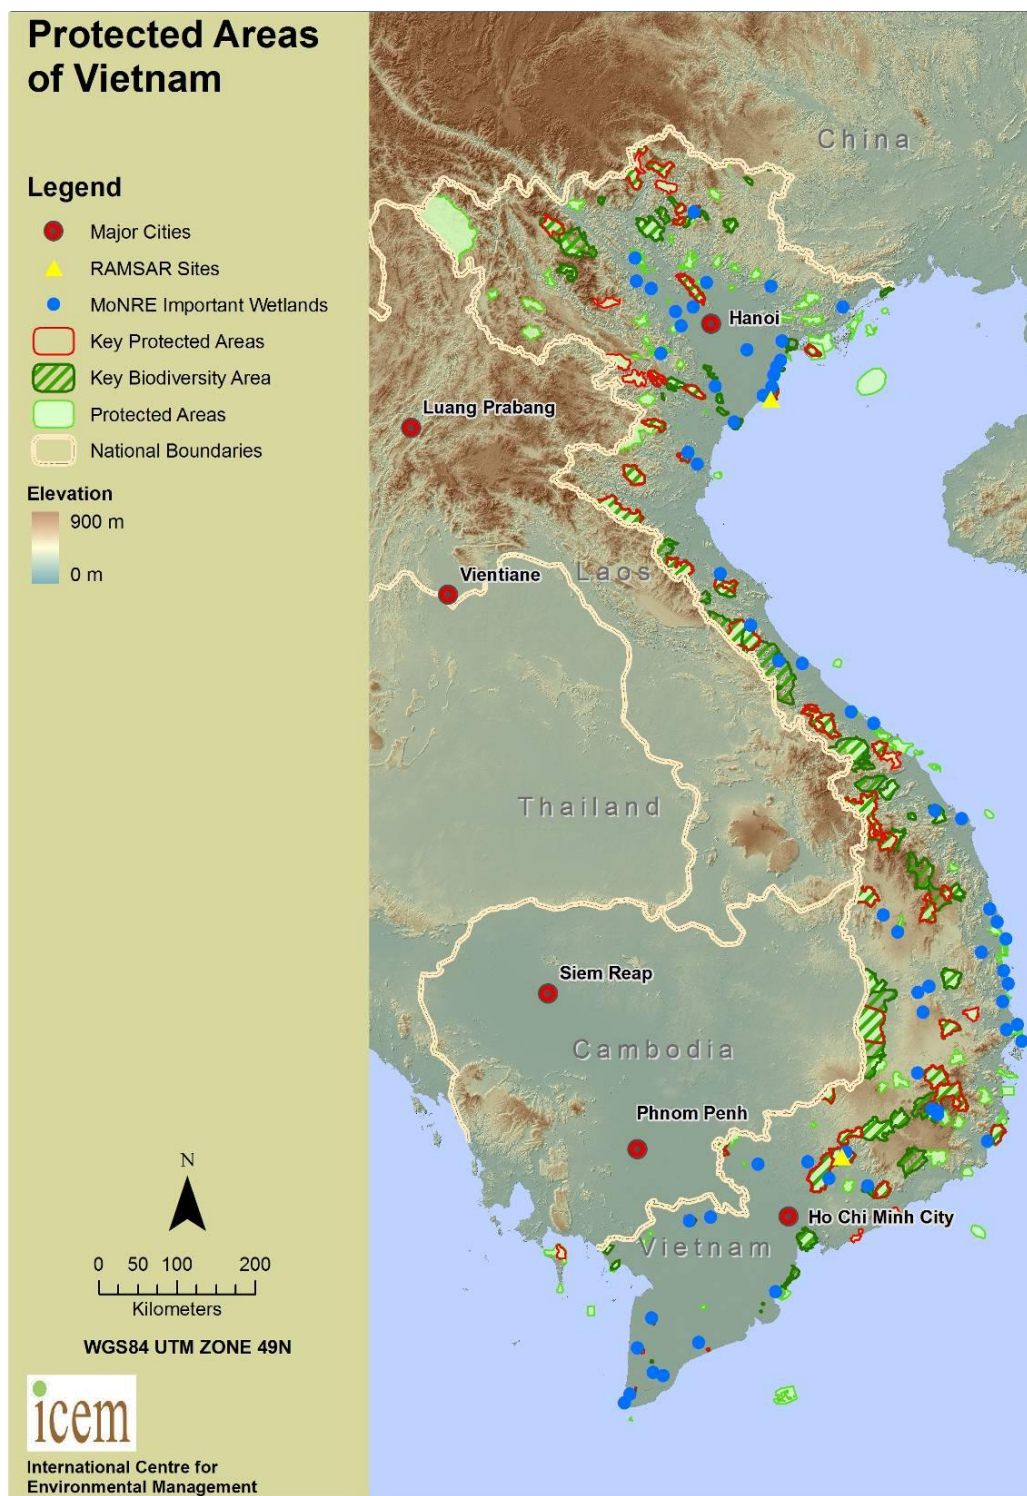 Protected Areas
of Vietnam
Legend
Major Cities
RAMSAR Sites
MoNRE Important Wetlands
Key Protected Areas
Key Biodiversity Area
Protected Areas
National Boundaries
Elevation
900 m
0 m
China
Hanoi
Luang Prabang
Vientiane
Laos
Thailand
Siem Reap
Cambodia
Phnom Penh
Ho Chi Minh City
Vietnam
N
0 50 100 200
Kilometers
WGS84 UTM ZONE 49N
icem
International Centre for
Environmental Management